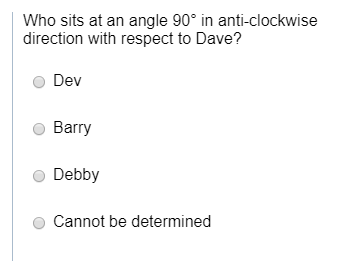 Who sits at an angle 90° in anti-clockwise
direction with respect to Dave?
Dev
Barry
Debby
Cannot be determined